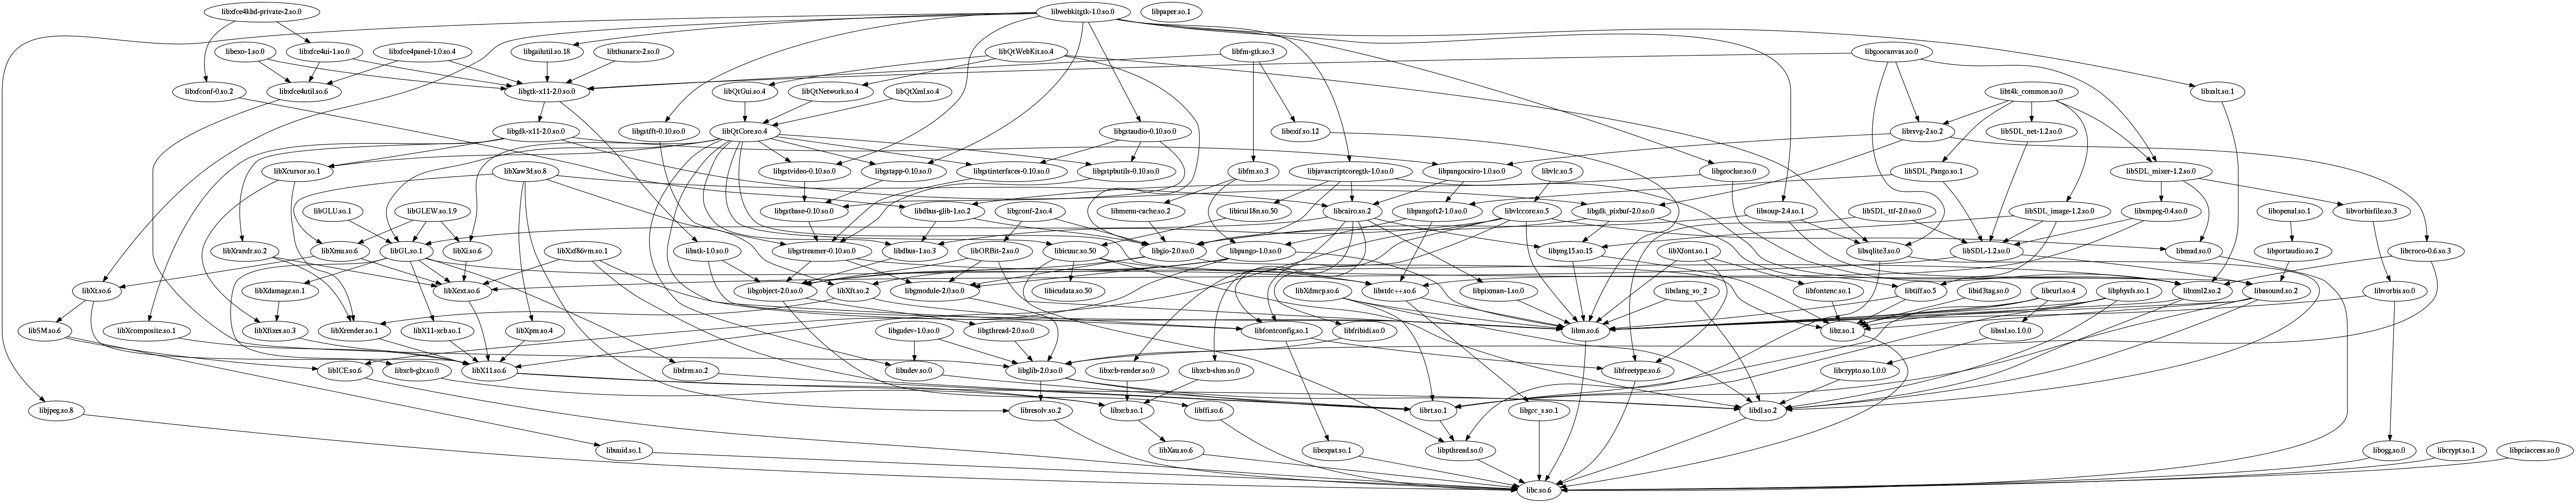 libxfce4kbd-private-2.so.0
libwebkitgtk-1.0.so.0
libpaper.so.1
libexo-1.so.0
libxfce4ui-1.so.0
libxfce4panel-1.0.so.4
libgailutil.so.18
libthunarx-2.so.0
libQtWebKit.so.4
libfm-gtk.so.3
libgoocanvas.so.0
libxfconf-0.so.2
libxfce4util.so.6
libgtk-x11-2.0.so.0
libQtGui.so.4
libQtNetwork.so.4
libQtXml.so.4
libt4k_common.so.0
libxslt.so.1
libgdk-x11-2.0.so.0
libgstfft-0.10.so.0
libQtCore.so.4
libgstaudio-0.10.so.0
libexif.so.12
librsvg-2.so.2
libSDL_net-1.2.so.0
libXcursor.so.1
libXaw3d.so.8
libgstvideo-0.10.so.0
libgstapp-0.10.so.0
libgstinterfaces-0.10.so.0
libgstpbutils-0.10.so.0
libfm.so.3
libjavascriptcoregtk-1.0.so.0
libpangocairo-1.0.so.0
libvlc.so.5
libgeoclue.so.0
libSDL_Pango.so.1
libSDL_mixer-1.2.so.0
libGLU.so.1
libGLEW.so.1.9
libgstbase-0.10.so.0
libdbus-glib-1.so.2
libgconf-2.so.4
libmenu-cache.so.2
libicui18n.so.50
libcairo.so.2
libpangoft2-1.0.so.0
libvlccore.so.5
libgdk_pixbuf-2.0.so.0
libsoup-2.4.so.1
libSDL_ttf-2.0.so.0
libSDL_image-1.2.so.0
libsmpeg-0.4.so.0
libvorbisfile.so.3
libopenal.so.1
libXrandr.so.2
libXmu.so.6
libGL.so.1
libXi.so.6
libXxf86vm.so.1
libatk-1.0.so.0
libgstreamer-0.10.so.0
libdbus-1.so.3
libORBit-2.so.0
libicuuc.so.50
libgio-2.0.so.0
libpango-1.0.so.0
libpng15.so.15
libXfont.so.1
libsqlite3.so.0
libSDL-1.2.so.0
libmad.so.0
libportaudio.so.2
libcroco-0.6.so.3
libXt.so.6
libXdamage.so.1
libXext.so.6
libgobject-2.0.so.0
libXft.so.2
libgmodule-2.0.so.0
libicudata.so.50
libstdc++.so.6
libpixman-1.so.0
libXdmcp.so.6
libslang_so_2
libfontenc.so.1
libtiff.so.5
libid3tag.so.0
libcurl.so.4
libphysfs.so.1
libxml2.so.2
libasound.so.2
libvorbis.so.0
libSM.so.6
libXcomposite.so.1
libXfixes.so.3
libXrender.so.1
libX11-xcb.so.1
libXpm.so.4
libgudev-1.0.so.0
libgthread-2.0.so.0
libfontconfig.so.1
libfribidi.so.0
libm.so.6
libz.so.1
libssl.so.1.0.0
libICE.so.6
libxcb-glx.so.0
libX11.so.6
libdrm.so.2
libudev.so.0
libglib-2.0.so.0
libxcb-render.so.0
libxcb-shm.so.0
libfreetype.so.6
libcrypto.so.1.0.0
libjpeg.so.8
libresolv.so.2
libxcb.so.1
libffi.so.6
librt.so.1
libgcc_s.so.1
libdl.so.2
libuuid.so.1
libXau.so.6
libexpat.so.1
libpthread.so.0
libogg.so.0
libcrypt.so.1
libpciaccess.so.0
libc.so.6